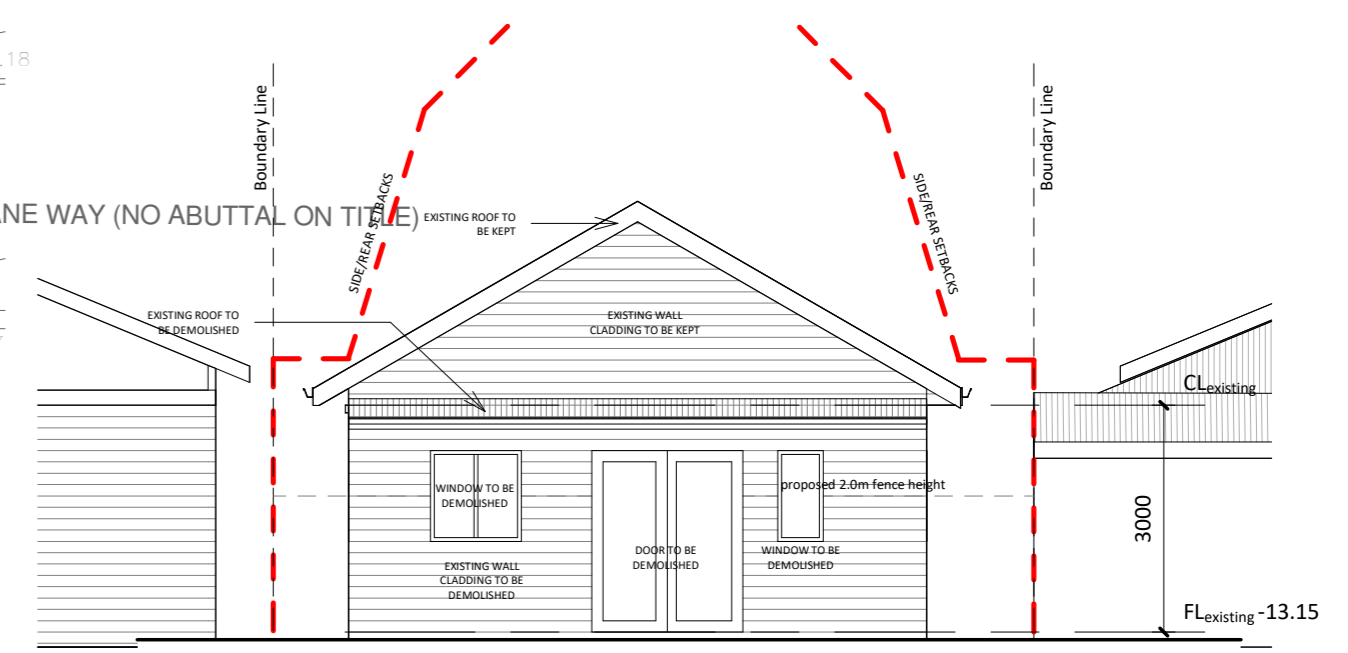 .18
Boundary Line
Boundary Line
SIDE/REAR SETBACKS
SIDE/REAR SETBACKS
ANE WAY (NO ABUTTAL ON TITLE)
EXISTING ROOF TO
BE KEPT
EXISTING ROOF TO
BE DEMOLISHED
EXISTING WALL
CLADDING TO BE KEPT
CLexisting
WINDOW TO BE
DEMOLISHED
proposed 2.0m fence height
3000
DOOR TO BE
DEMOLISHED
WINDOW TO BE
DEMOLISHED
EXISTING WALL
CLADDING TO BE
DEMOLISHED
FLexisting -13.15